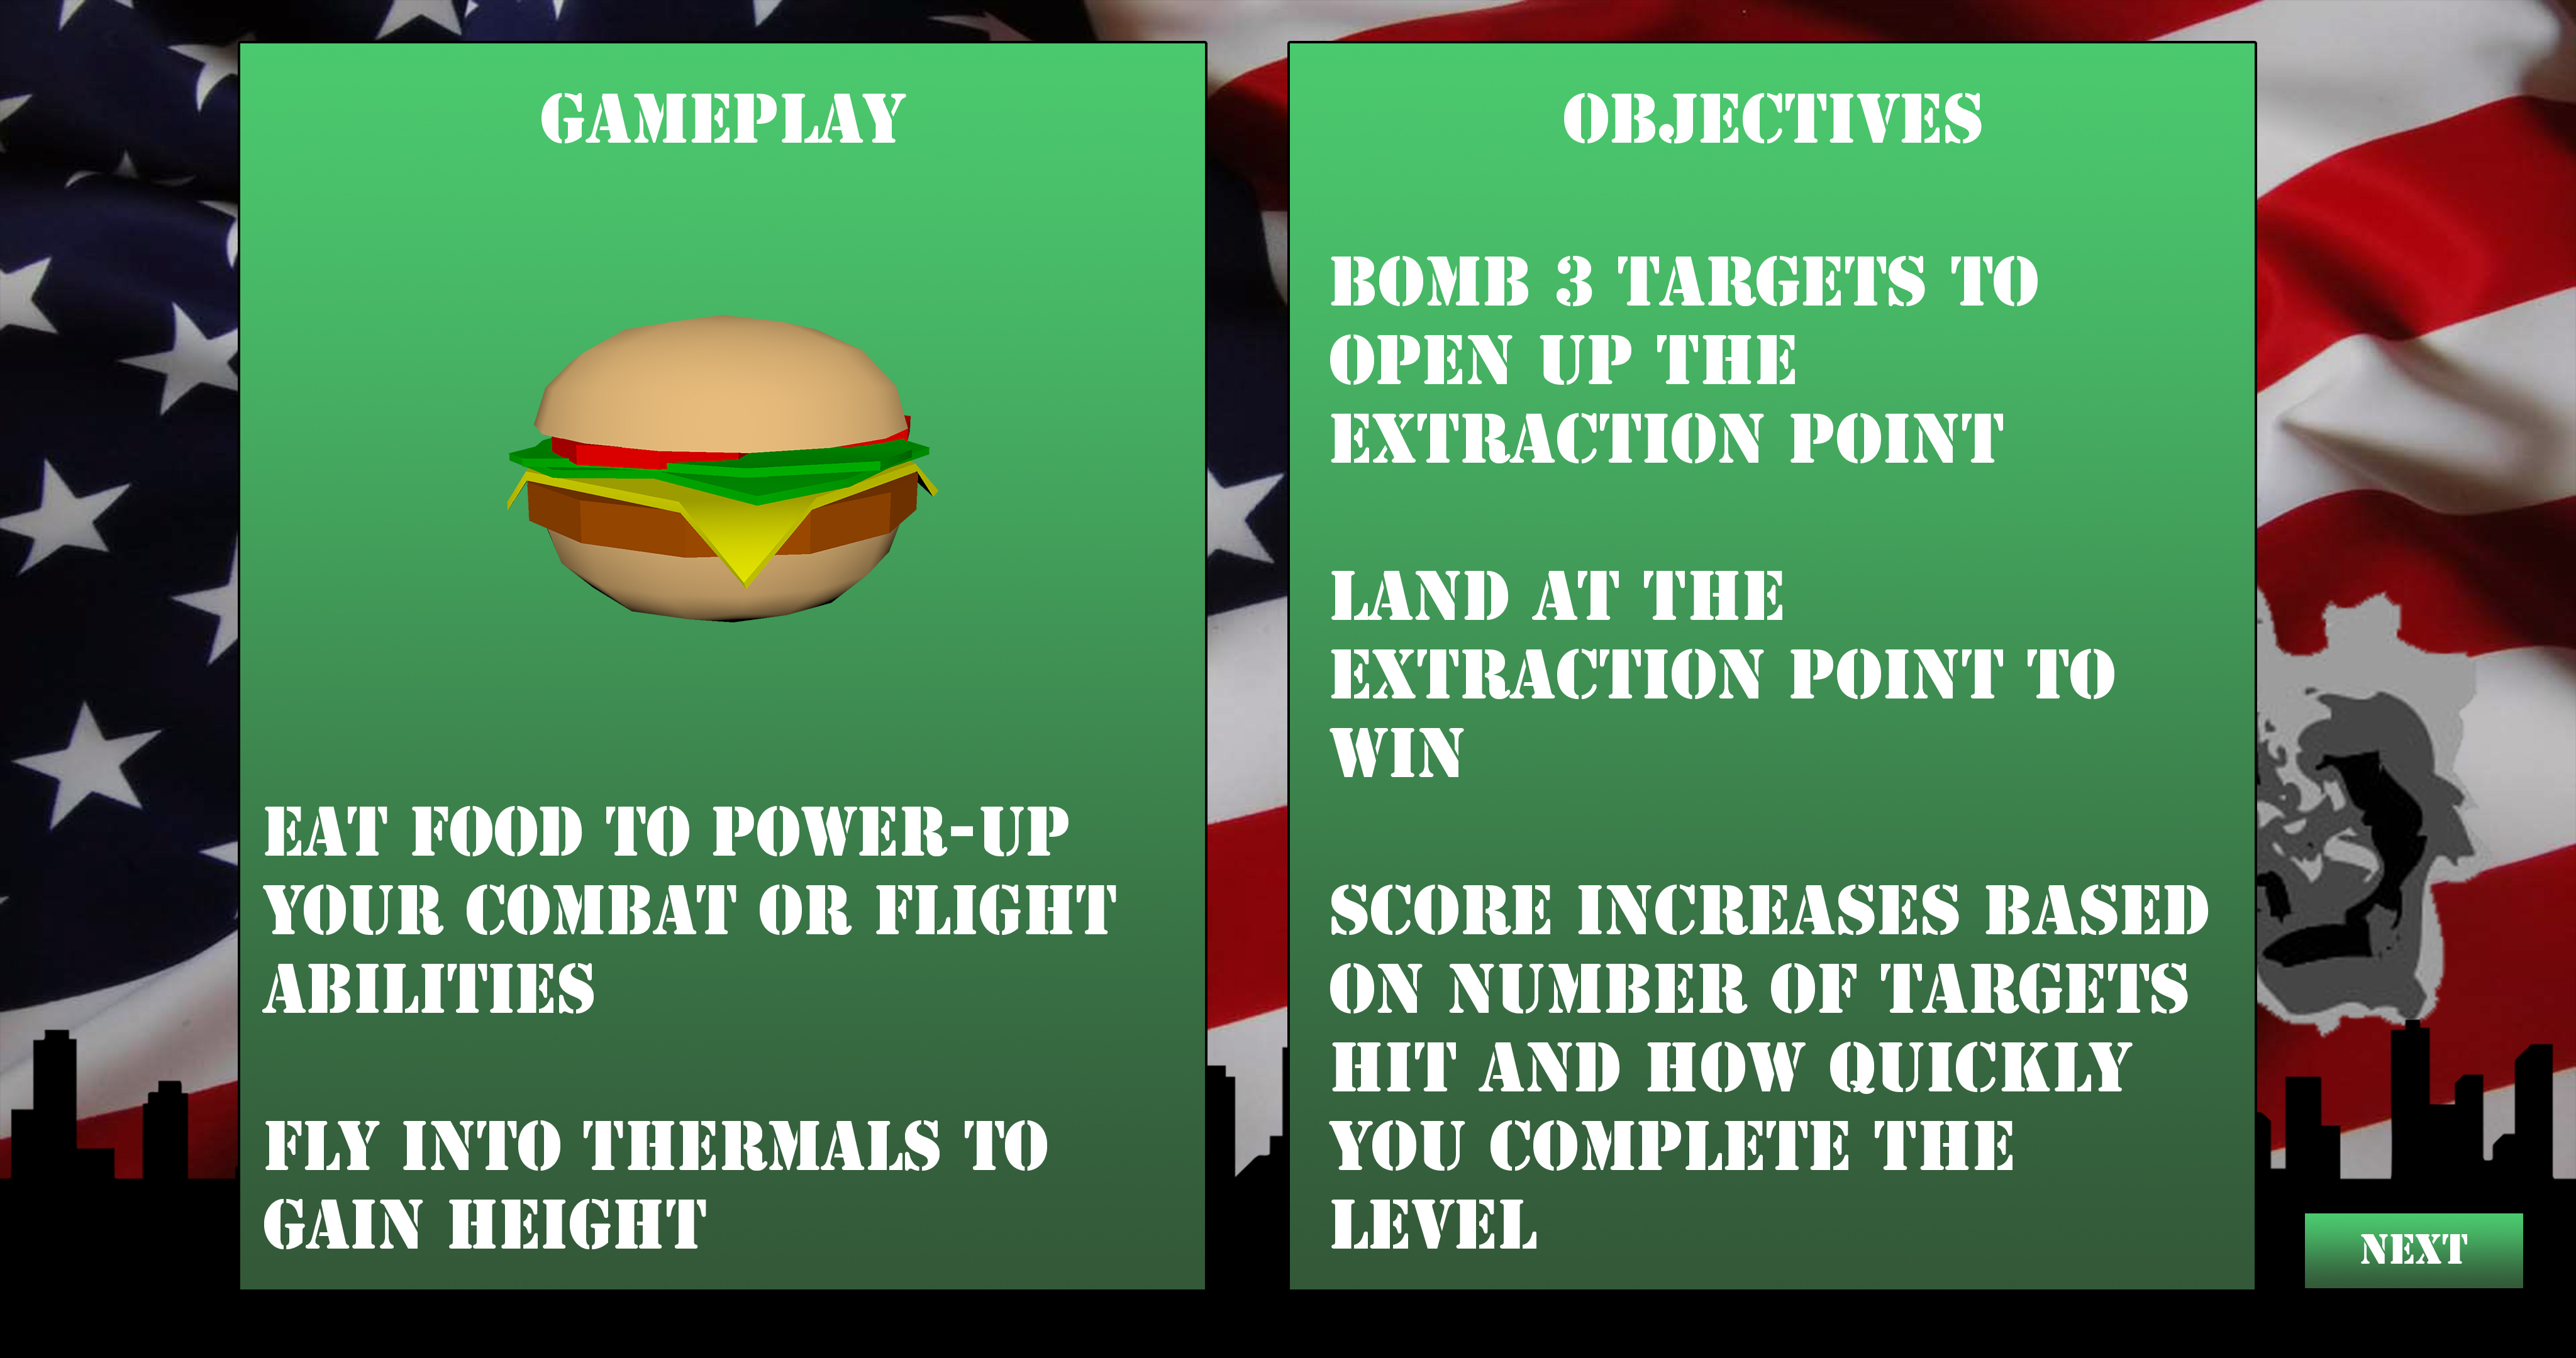 GAMEPLAY
EAT FOOD TO POWER-UP
YOUR COMBAT OR FLIGHT
ABILITIES
FLY INTO THERMALS TO
GAIN HEIGHT
OBJECTIVES
BOMB 3 TARGETS TO
OPEN UP THE
EXTRACTION POINT
LAND AT THE
EXTRACTION POINT TO
WIN
SCORE INCREASES BASED
ON NUMBER OF TARGETS
HIT AND HOW QUICKLY
YOU COMPLETE THE
LEVEL
NEXT